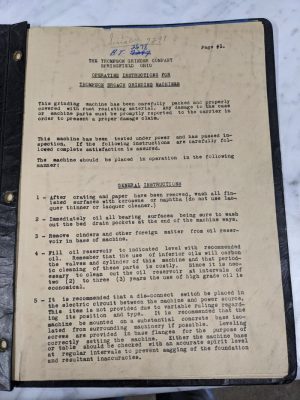 Page #1.
THE THOMPSON GRINDER COMPANY
SPRINGFIELD OHIO
OPERATING INSTRUCTIONS FOR
THOMPSON BROACH GRINDING MACHINES
This grinding machine has been carefully packed and properly
covered with rust resisting material. Any damage to the case
or machine parts must be promptly reported to the carrier in
order to present a proper damage claim.
This machine has been tested under power and has passed in-
spection. If the following instructions are carefully fol-
lowed complete satisfaction is assured.
The machine should be placed in operation in the following
manner:
GENERAL INSTRUCTIONS
1 - After crating and paper have been removed, wash all fin-
ished surfaces with kerosene or naphtha (do not use lac-
quer thinner or lacquer cleaner.)
2 - Immediately oil all bearing surfaces being sure to wash
out the bed drain pockets at the end of the machine ways.
3 - Remove cinders and other foreign matter from oil reser-
voir in base of machine.
4 - Fill oil reservoir to indicated level with recommended
oil. Remember that the use of inferior oils will carbon
the valves and cylinder of this machine and that period-
ic cleaning of these parts is costly. Since it is nec-
essary to clean out the oil reservoir at intervals of
two (2) to three (3) years the use of high grade oil is
economical.
5 - It is recommended that a dis-connect switch be placed in
the electric circuit between the machine and power source.
This item is not provided due to variable rulings regard-
ing its position and type. It is recommended that the
machine be mounted on a substantial concrete base iso-
lated from surrounding machinery if possible. Leveling
screws are provided in base flanges for the purpose of
correctly setting the machine. Either the machine base
or table should be checked with an accurate spirit level
at regular intervals to prevent sagging of the foundation
and resultant inaccuracies.